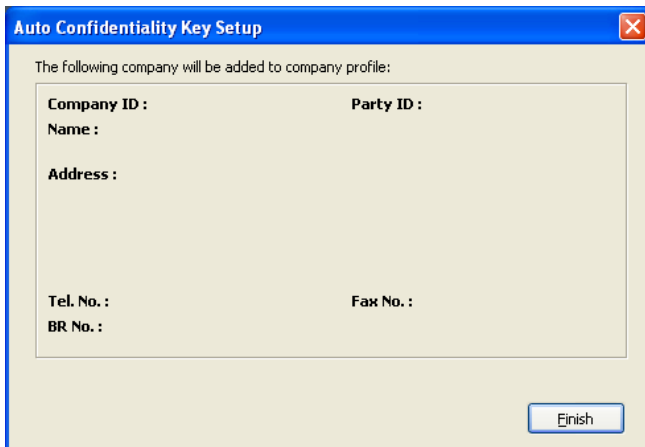 Auto Confidentiality Key Setup
The following company will be added to company profile:
Company ID : Party ID :
Name :
Address :
Tel. No. : Fax No. :
BR No. :
Finish